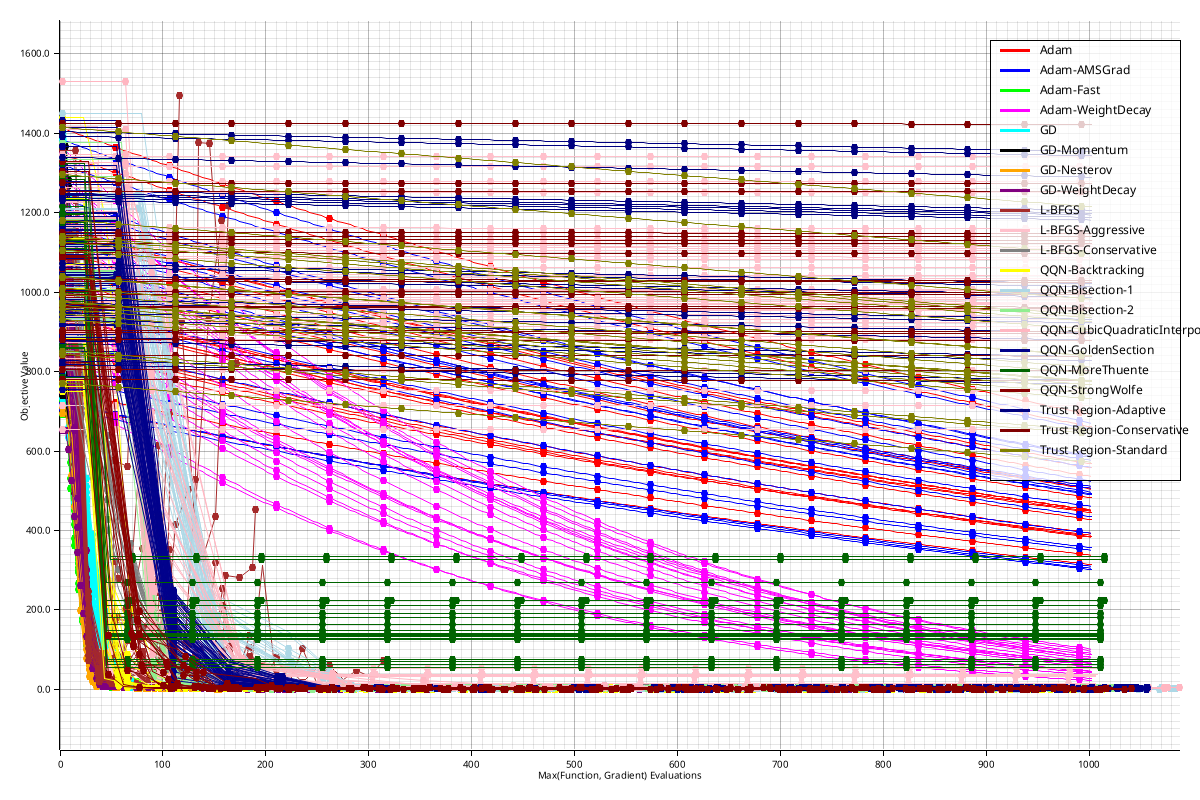 1600.0
1400.0
1200.0
1000.0
800.0
600.0
400.0
200.0
0.0
Objective Value
0
100
200
300
400
500
600
700
800
900
1000
Max(Function, Gradient) Evaluations
Adam
Adam-AMSGrad
Adam-Fast
Adam-WeightDecay
GD
GD-Momentum
GD-Nesterov
GD-WeightDecay
L-BFGS
L-BFGS-Aggressive
L-BFGS-Conservative
QQN-Backtracking
QQN-Bisection-1
QQN-Bisection-2
QQN-CubicQuadraticInterpo
QQN-GoldenSection
QQN-MoreThuente
QQN-StrongWolfe
Trust Region-Adaptive
Trust Region-Conservative
Trust Region-Standard